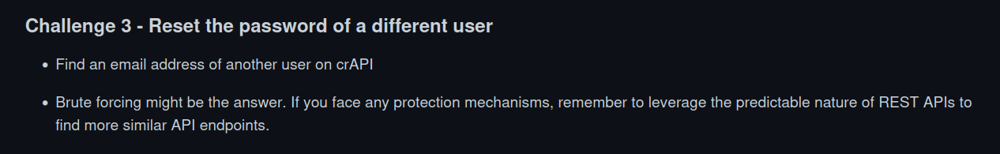 Challenge 3 - Reset the password of a different user
• Find an email address of another user on crAPI
• Brute forcing might be the answer. If you face any protection mechanisms, remember to leverage the predictable nature of REST APIs to
find more similar API endpoints.